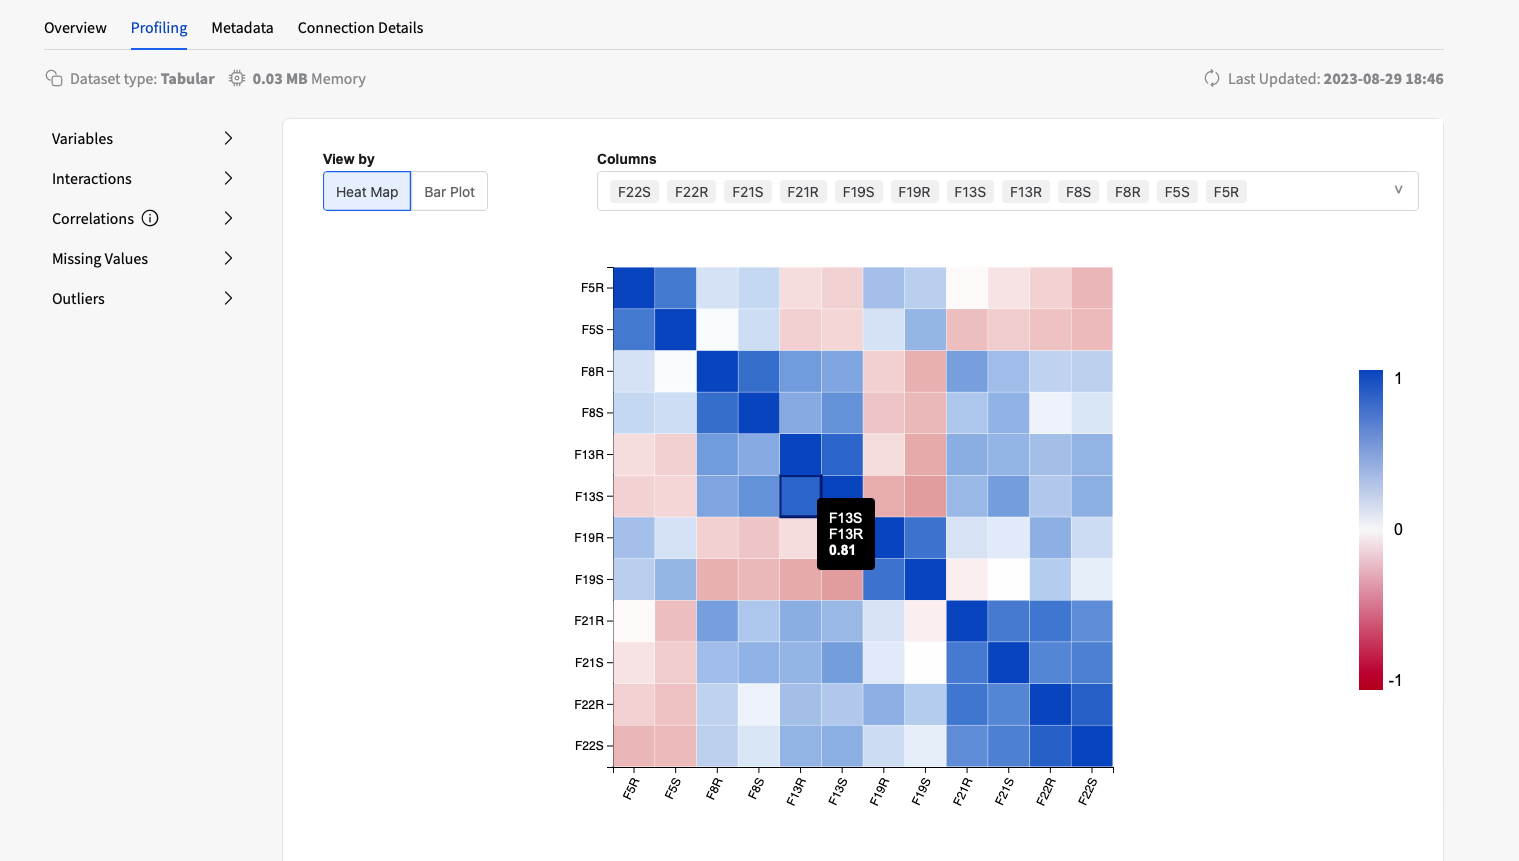 Overview Profiling Metadata Connection Details
Dataset type: Tabular 0.03 MB Memory Last Updated: 2023-08-29 18:46
Variables
Interactions
Correlations
Missing Values
Outliers
View by
Heat Map Bar Plot
Columns
F22S F22R F21S F21R F19S F19R F13S F13R F8S F8R F5S F5R
F5R
F5S
F8R
F8S
F13R
F13S
F19R
F19S
F21R
F21S
F22R
F22S
F13S
F13R
0.81
F5R F5S F8R F8S F13R F13S F19R F19S F21R F21S F22R F22S
1
0
-1